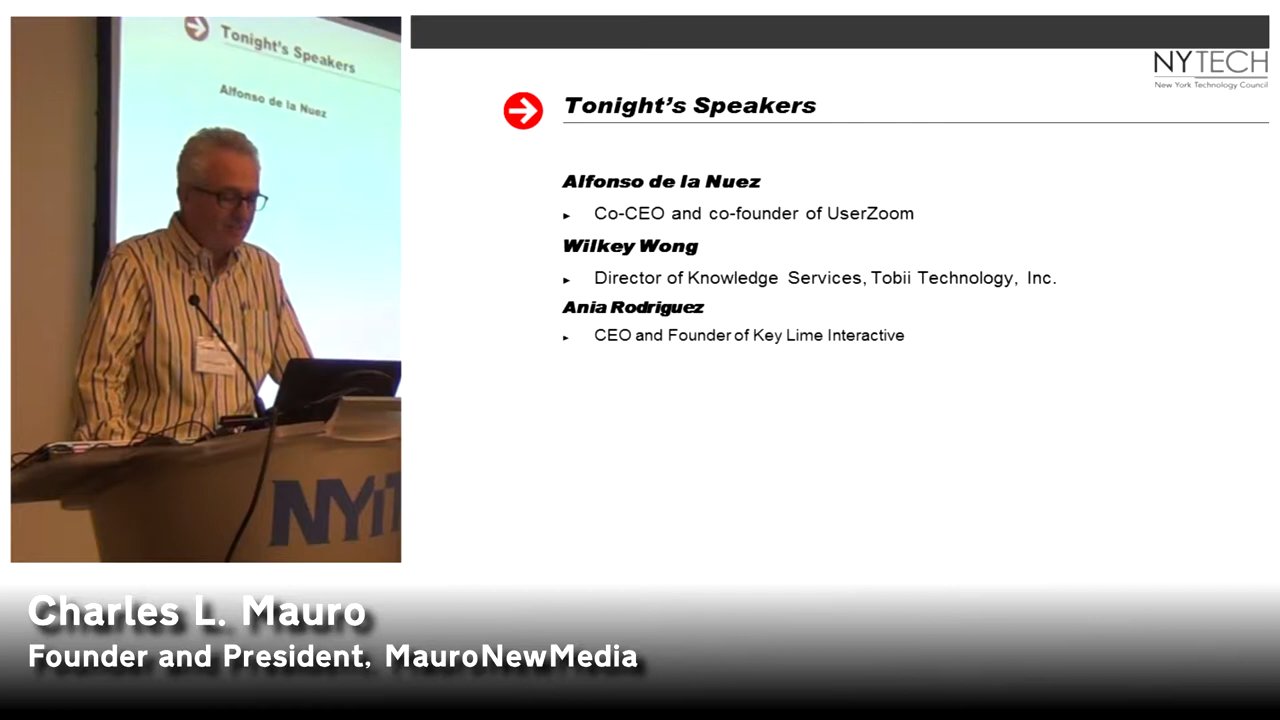 Tonight's Speakers
Alfonso de la Nuez
NYIT
NYTECH
New York Technology Council
Tonight's Speakers
Alfonso de la Nuez
► Co-CEO and co-founder of UserZoom
Wilkey Wong
► Director of Knowledge Services, Tobii Technology, Inc.
Ania Rodriguez
► CEO and Founder of Key Lime Interactive
Charles L. Mauro
Founder and President, MauroNewMedia